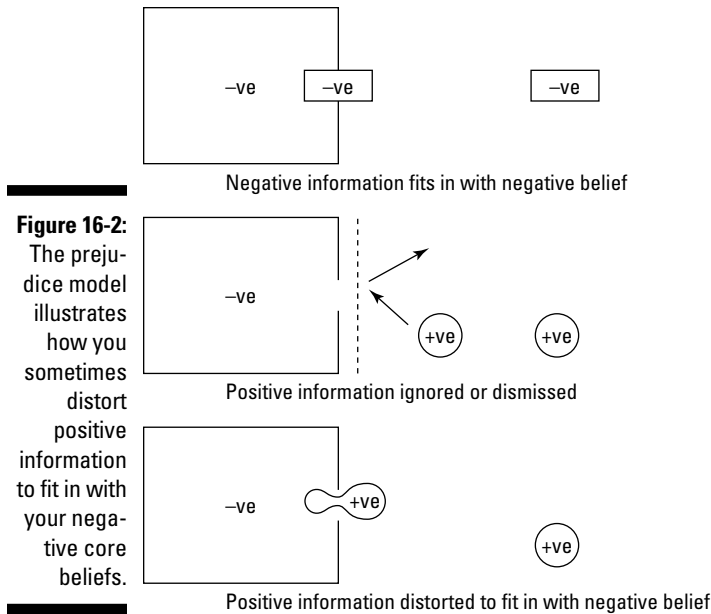 –ve
–ve
–ve
Negative information fits in with negative belief
Figure 16-2:
The preju-
dice model
illustrates
how you
sometimes
distort
positive
information
to fit in with
your nega-
tive core
beliefs.
–ve
+ve
+ve
Positive information ignored or dismissed
–ve
+ve
+ve
Positive information distorted to fit in with negative belief